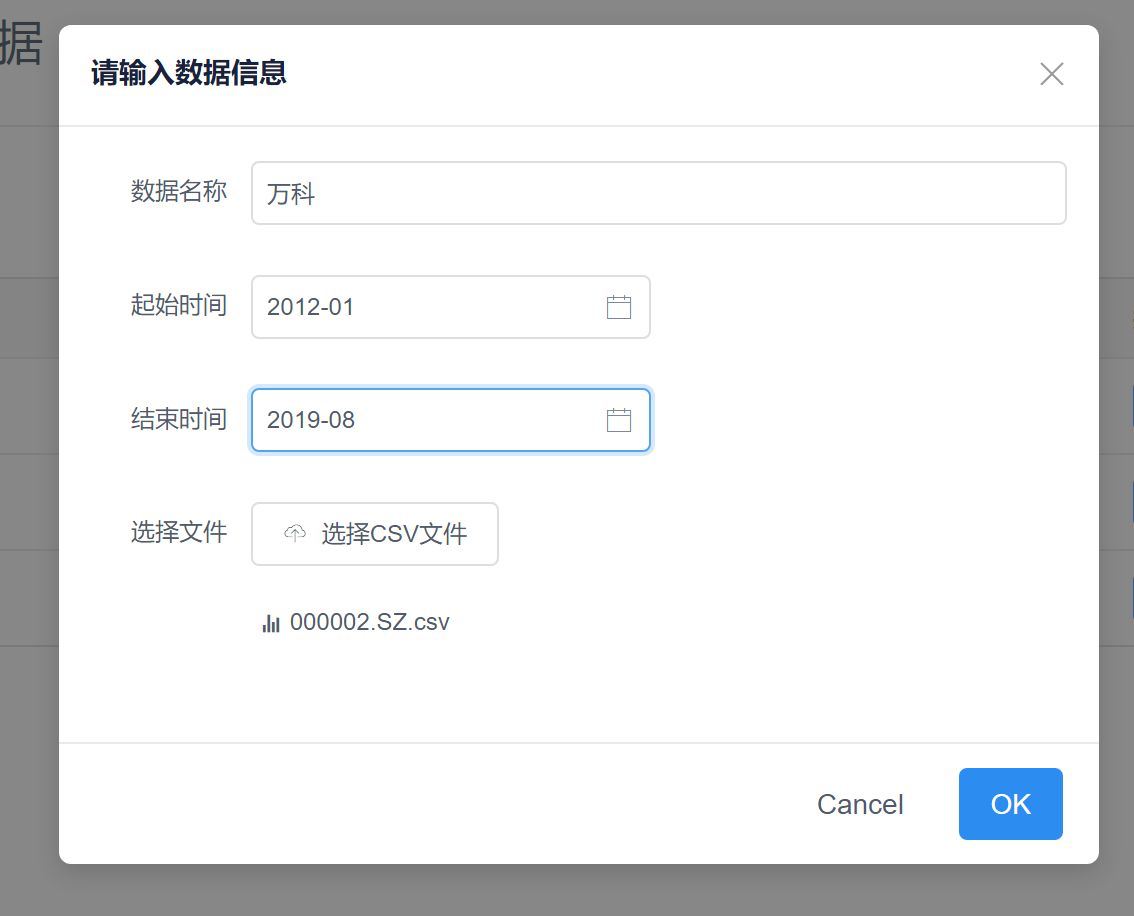 据
请输入数据信息
数据名称 万科
起始时间 2012-01
结束时间 2019-08
选择文件 选择CSV文件
000002.SZ.csv
Cancel OK